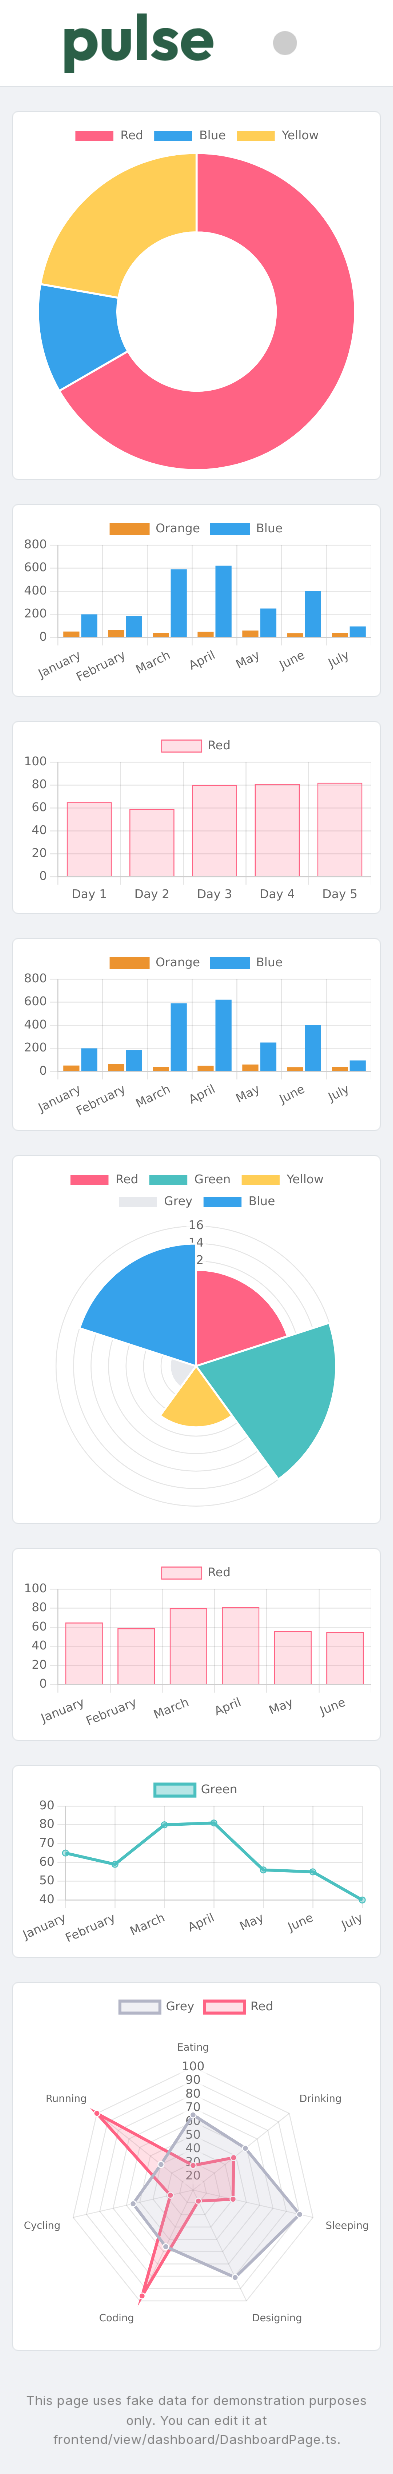 pulse
Red Blue Yellow
Orange Blue
800
600
400
200
0
January February March April May June July
Red
100
80
60
40
20
0
Day 1 Day 2 Day 3 Day 4 Day 5
Orange Blue
800
600
400
200
0
January February March April May June July
Red Green Yellow
Grey Blue
16
14
2
Red
100
80
60
40
20
0
January February March April May June
Green
90
80
70
60
50
40
January February March April May June July
Grey Red
Eating
100
90
80
70
60
50
40
30
20
Running Drinking
Cycling Sleeping
Coding Designing
This page uses fake data for demonstration purposes
only. You can edit it at
frontend/view/dashboard/DashboardPage.ts.